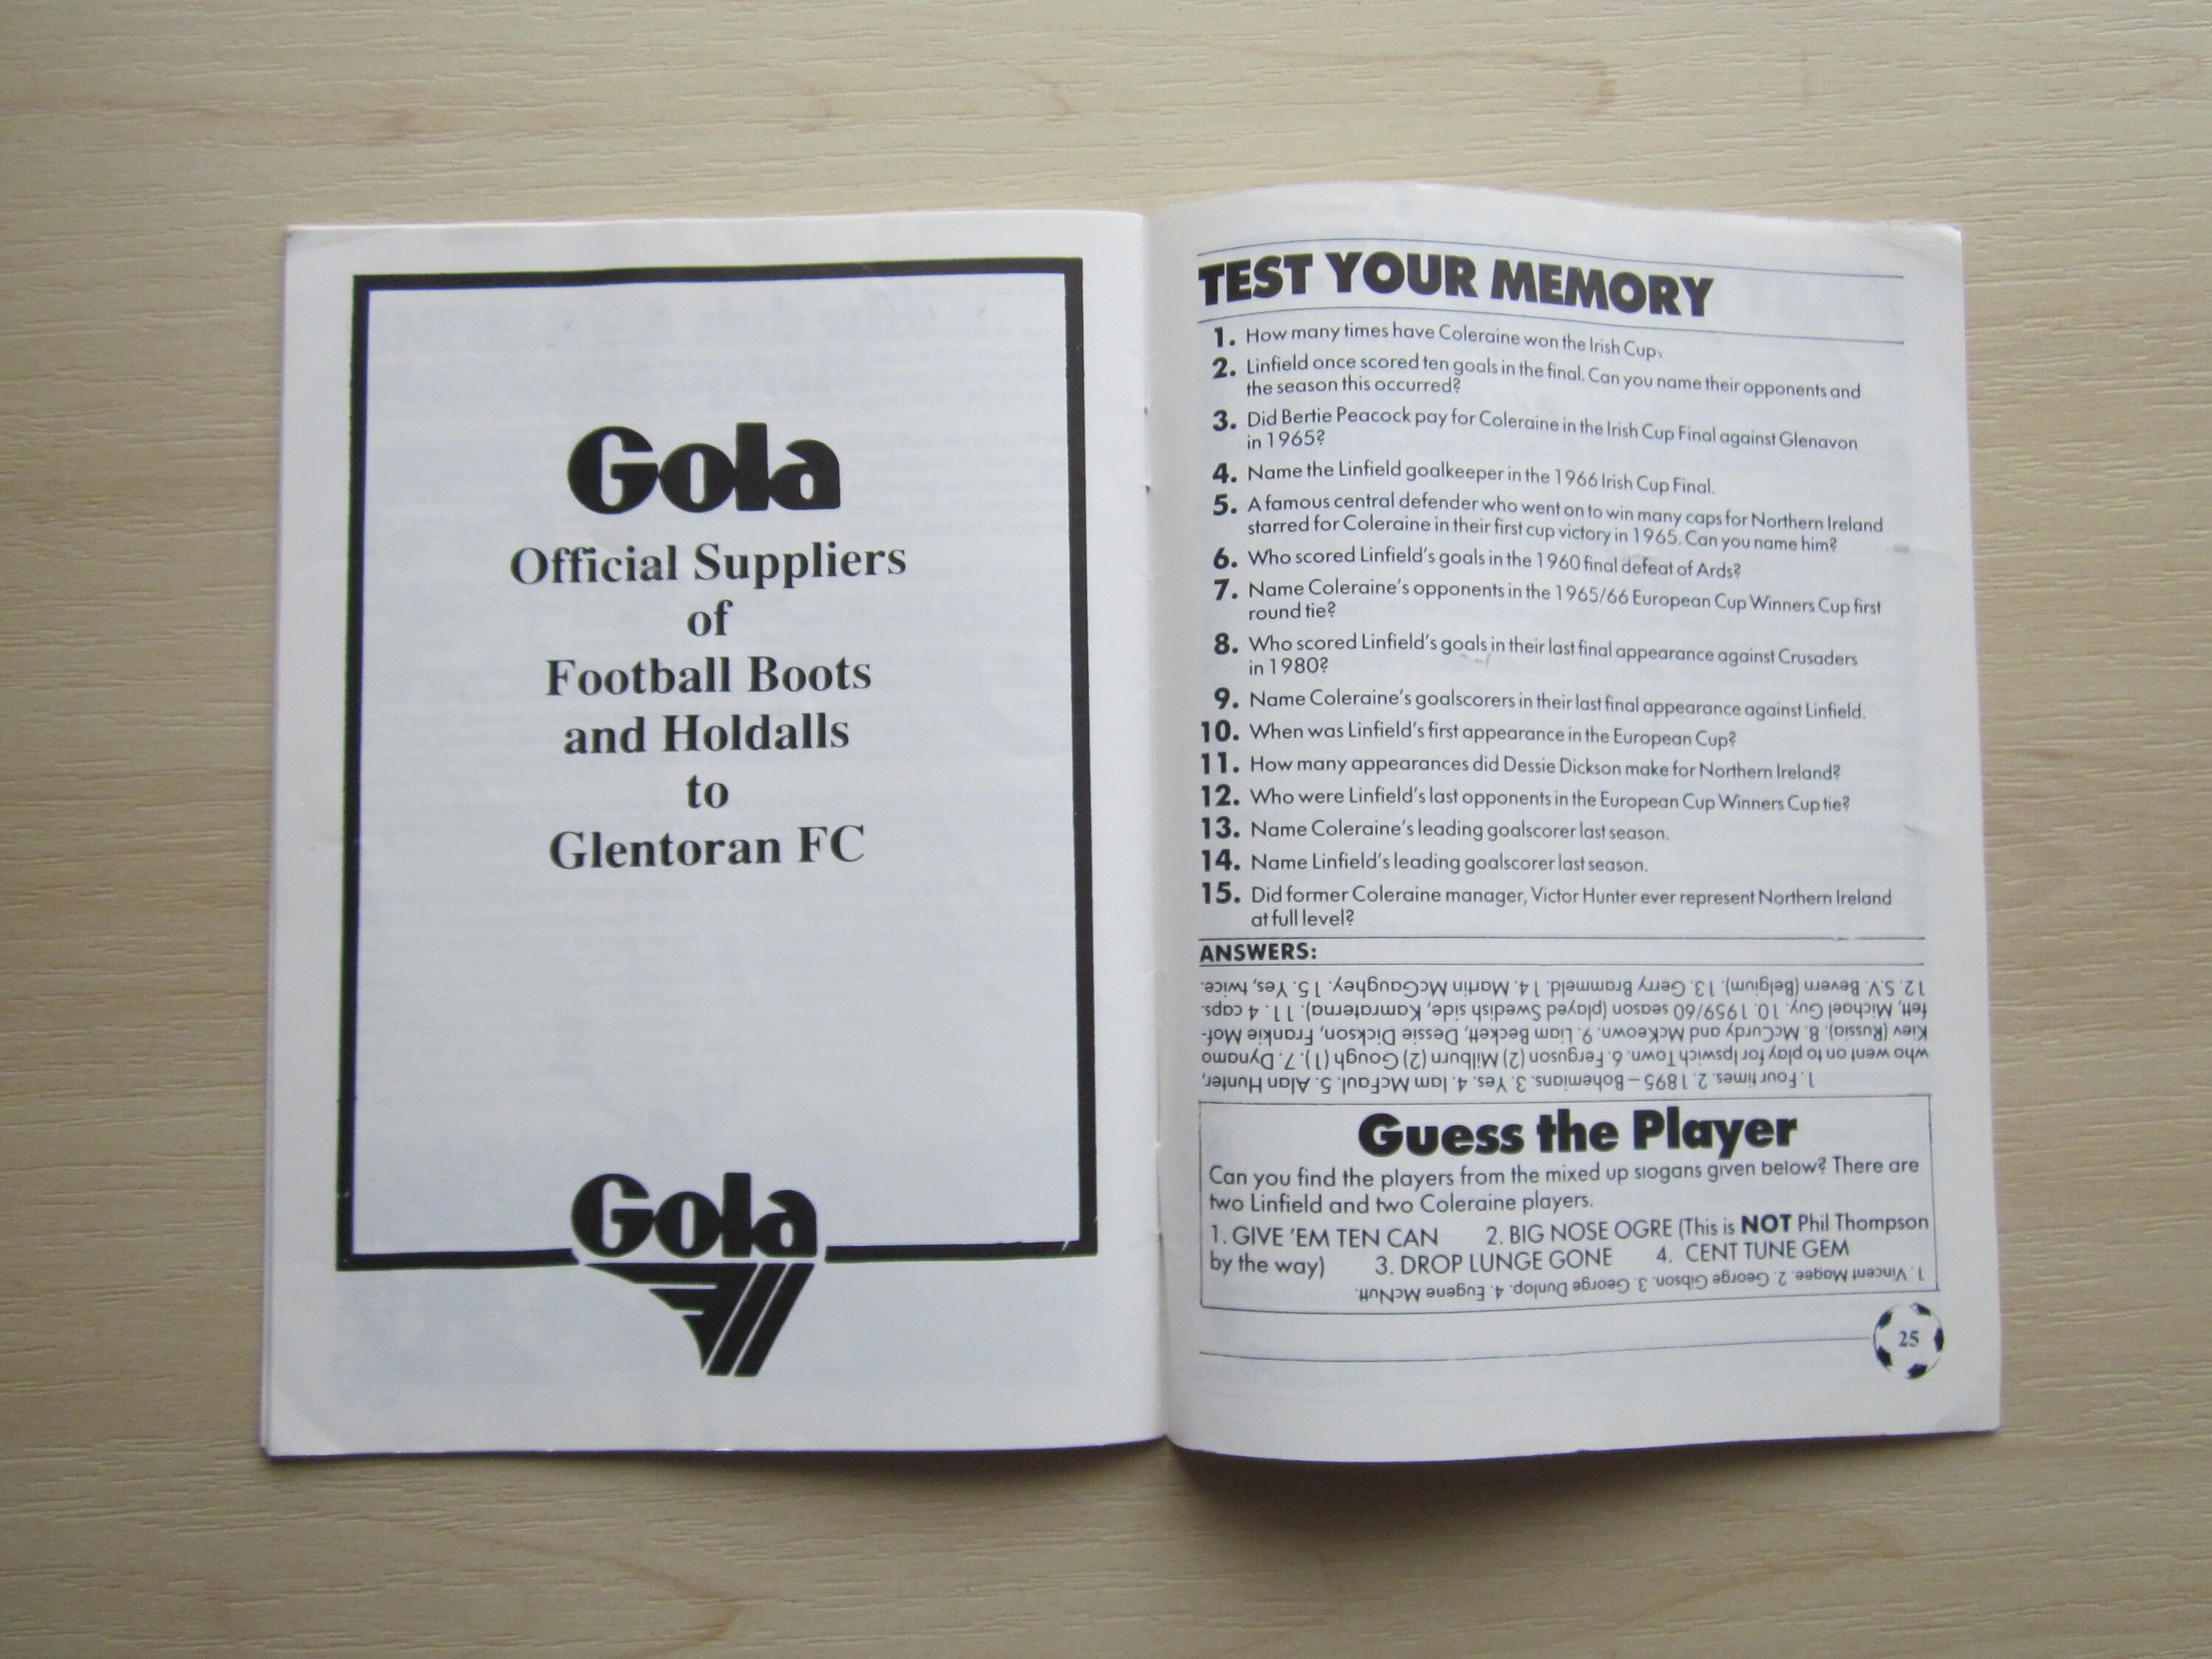 Gola
Official Suppliers
of
Football Boots
and Holdalls
to
Glentoran FC
Gola
TEST YOUR MEMORY
1. How many times have Coleraine won the Irish Cup.
2. Linfield once scored ten goals in the final. Can you name their opponents and
the season this occurred?
3. Did Bertie Peacock pay for Coleraine in the Irish Cup Final against Glenavon
in 1965?
4. Name the Linfield goalkeeper in the 1966 Irish Cup Final.
5. A famous central defender who went on to win many caps for Northern Ireland
starred for Coleraine in their first cup victory in 1965. Can you name him?
6. Who scored Linfield's goals in the 1960 final defeat of Ards?
7. Name Coleraine's opponents in the 1965/66 European Cup Winners Cup first
round tie?
8. Who scored Linfield's goals in their last final appearance against Crusaders
in 1980?
9. Name Coleraine's goalscorers in their last final appearance against Linfield.
10. When was Linfield's first appearance in the European Cup?
11. How many appearances did Dessie Dickson make for Northern Ireland?
12. Who were Linfield's last opponents in the European Cup Winners Cup tie?
13. Name Coleraine's leading goalscorer last season.
14. Name Linfield's leading goalscorer last season.
15. Did former Coleraine manager, Victor Hunter ever represent Northern Ireland
at full level?
ANSWERS:
1. Four times. 2. 1895 – Bohemians. 3. Yes. 4. Iam McFaul. 5. Alan Hunter,
who went on to play for Ipswich Town. 6. Ferguson (2) Milburn (2) Gough (1). 7. Dynamo
Kiev (Russia). 8. McCurdy and McKeown. 9. Liam Beckett, Dessie Dickson, Frankie Mof-
fett, Michael Guy. 10. 1959/60 season (played Swedish side, Kamraterna). 11. 4 caps.
12. S.V. Bevern (Belgium). 13. Gerry Brammeld. 14. Martin McGaughey. 15. Yes, twice.
Guess the Player
Can you find the players from the mixed up slogans given below? There are
two Linfield and two Coleraine players.
1. GIVE 'EM TEN CAN 2. BIG NOSE OGRE (This is NOT Phil Thompson
by the way) 3. DROP LUNGE GONE 4. CENT TUNE GEM
1. Vincent Magee. 2. George Gibson. 3. George Dunlop. 4. Eugene McNutt.
25